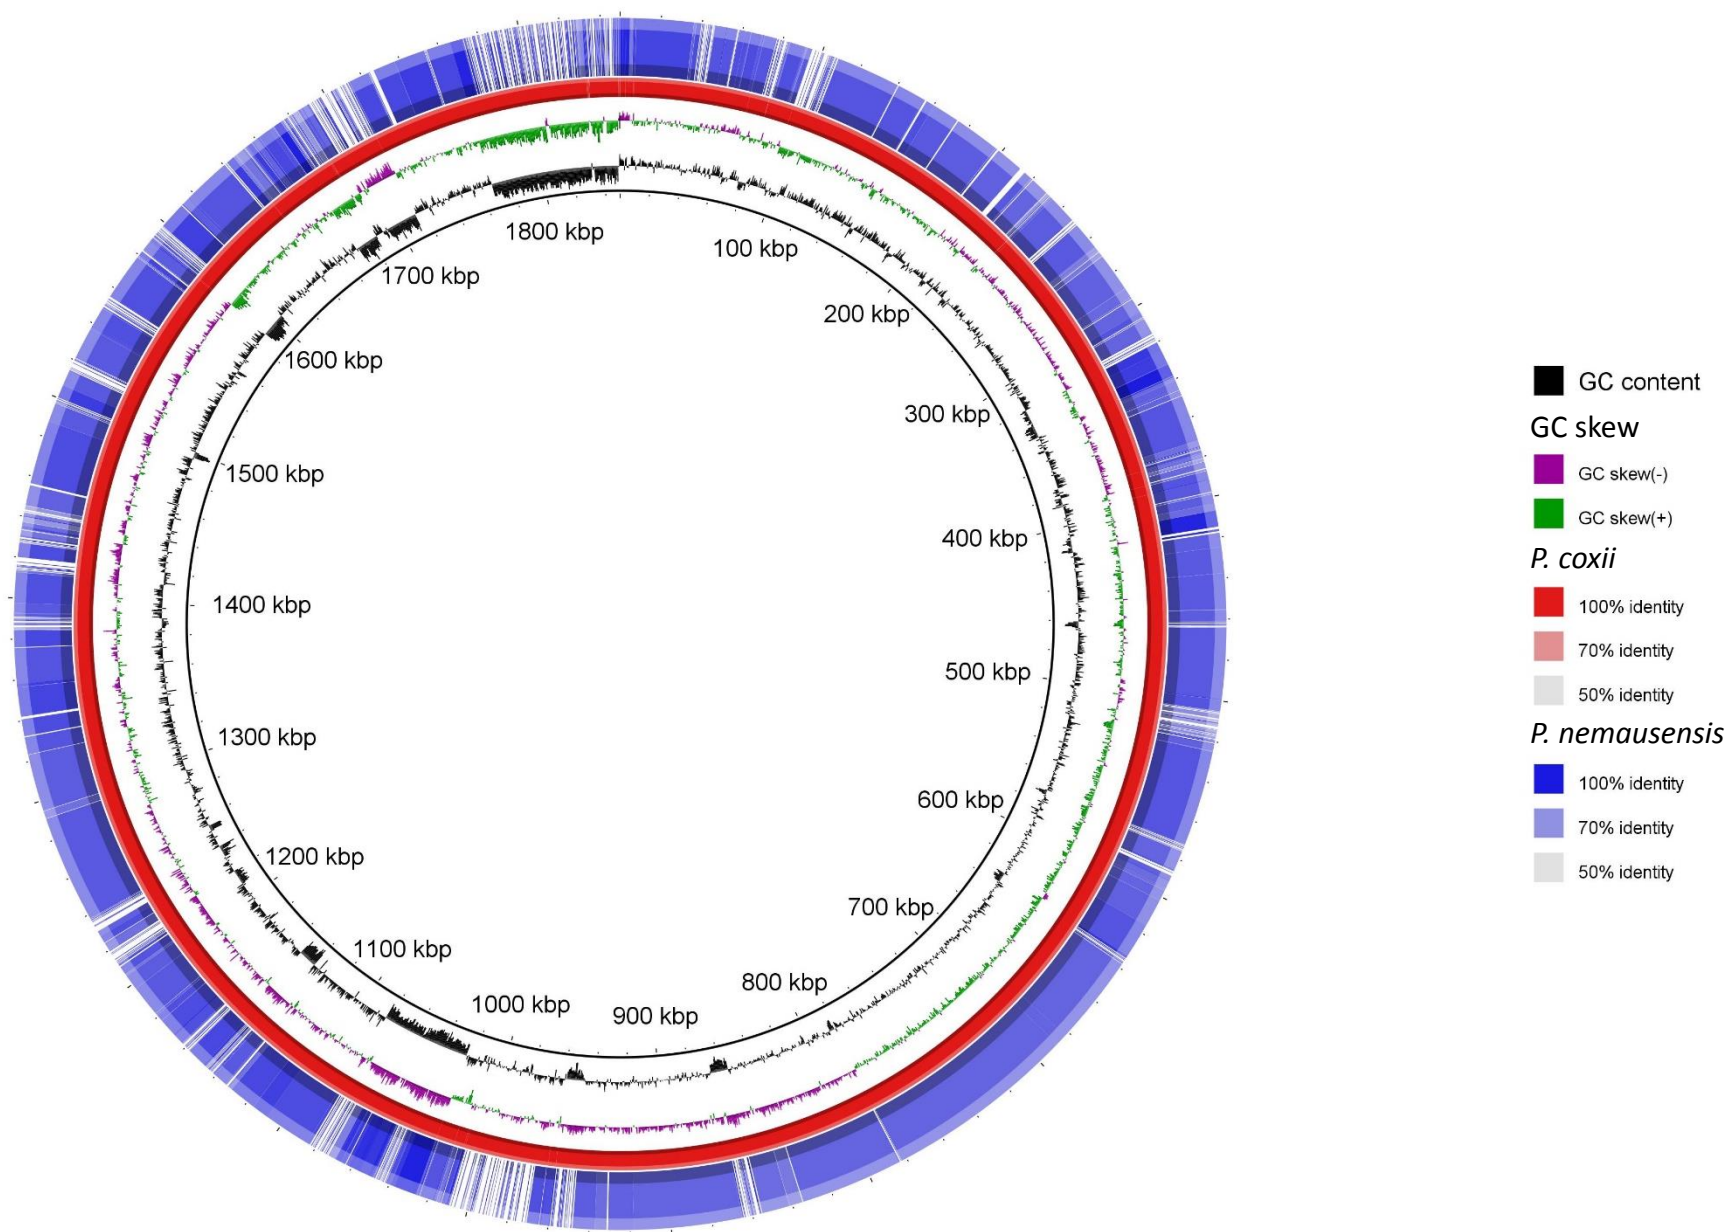 1800 kbp
100 kbp
200 kbp
300 kbp
400 kbp
500 kbp
600 kbp
700 kbp
800 kbp
900 kbp
1000 kbp
1100 kbp
1200 kbp
1300 kbp
1400 kbp
1500 kbp
1600 kbp
1700 kbp
GC content
GC skew
GC skew(-)
GC skew(+)
P. coxii
100% identity
70% identity
50% identity
P. nemausensis
100% identity
70% identity
50% identity